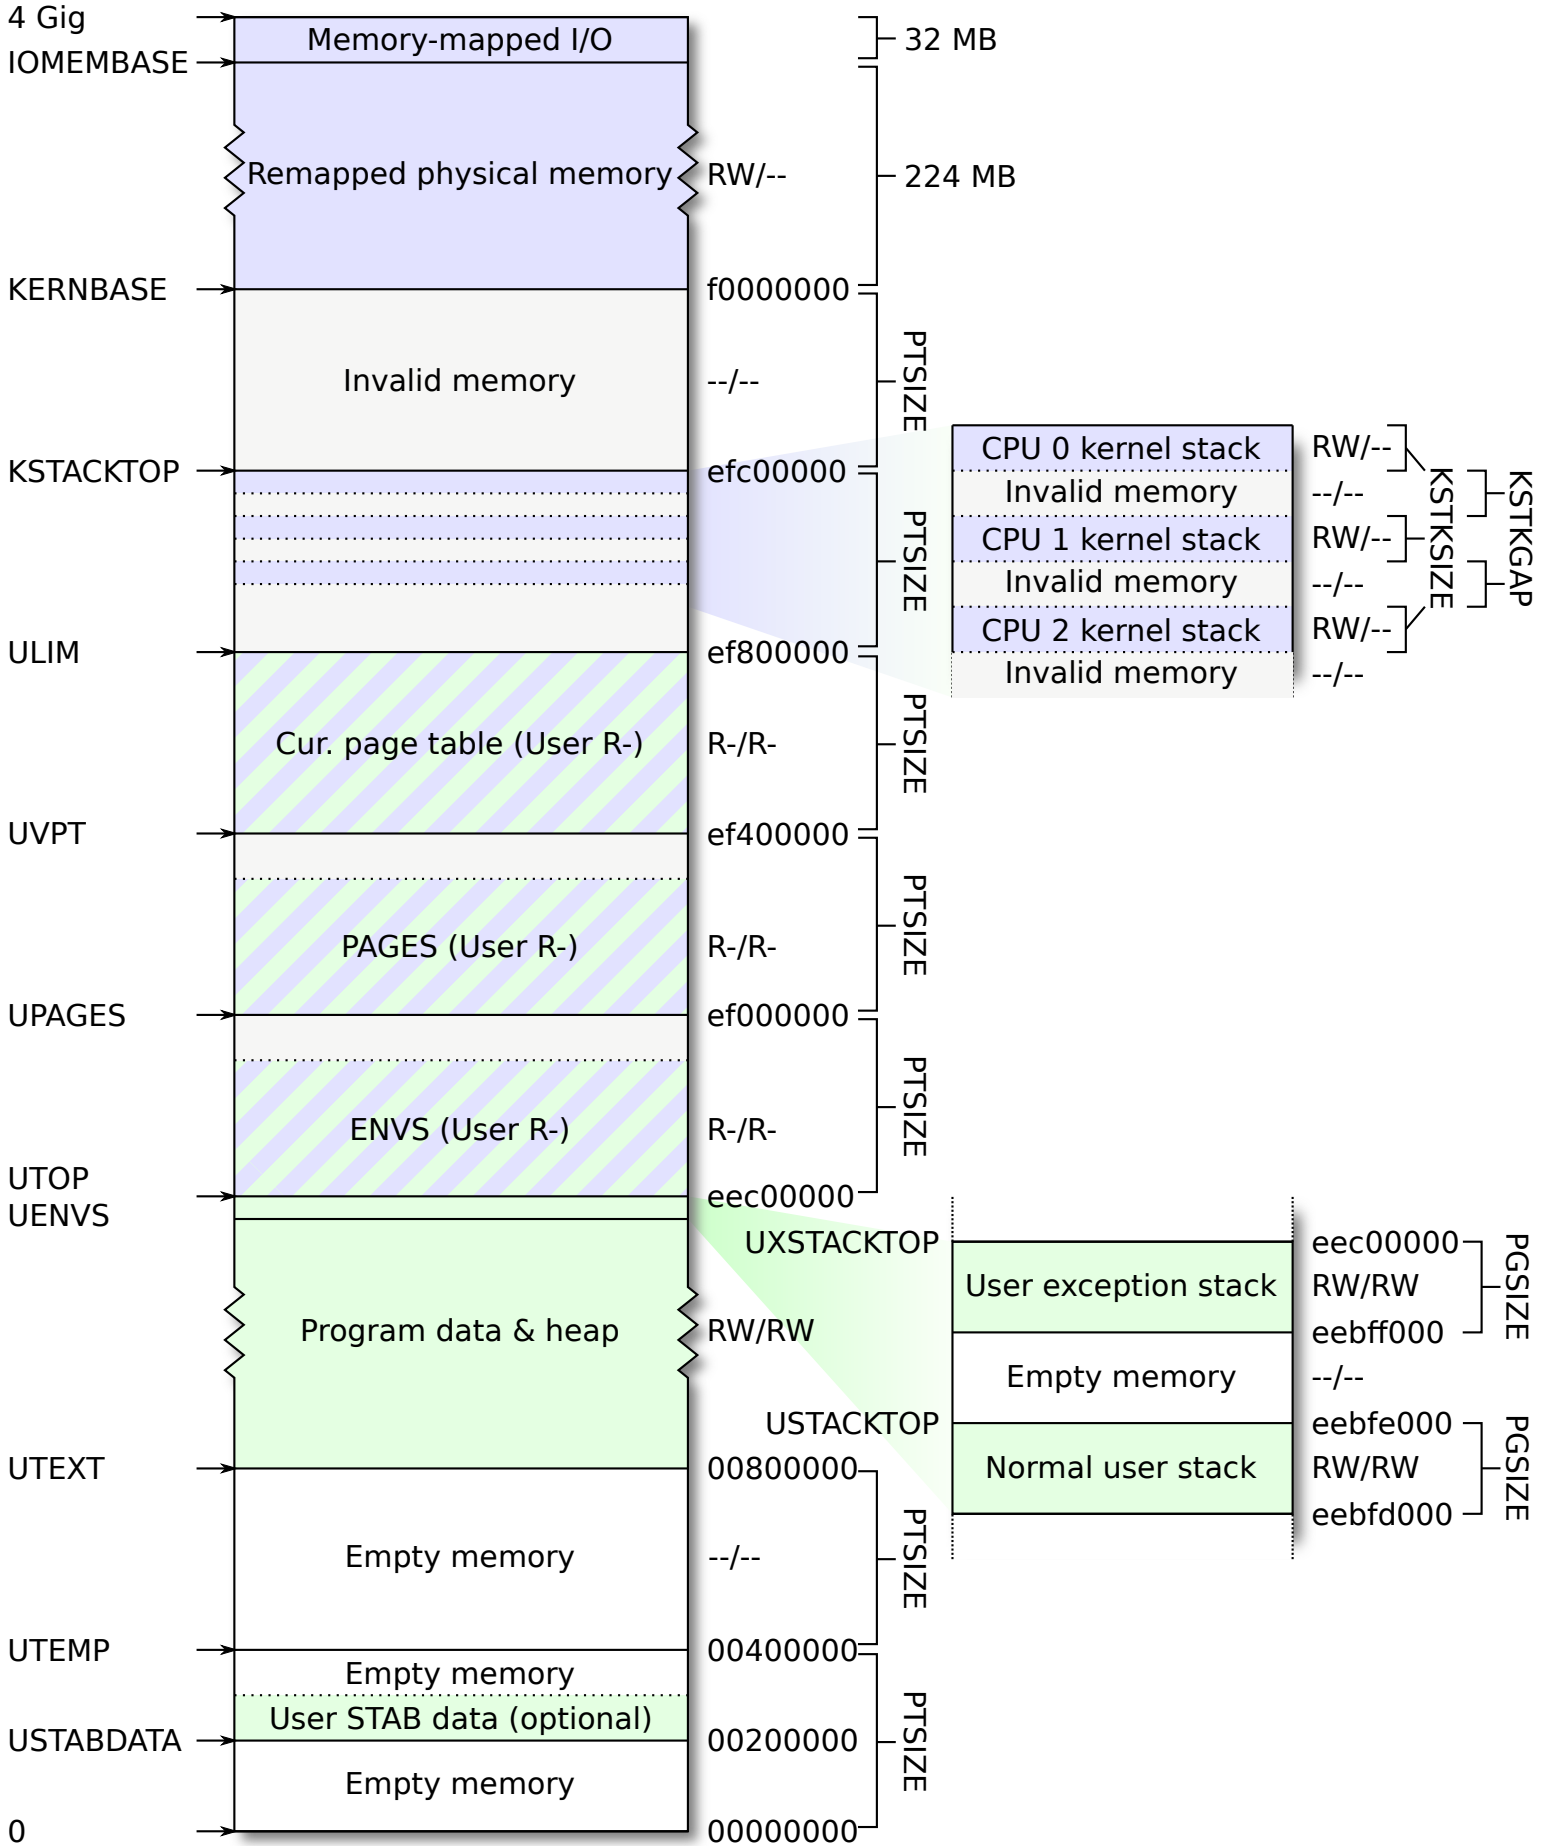 4 Gig
Memory-mapped I/O
32 MB
IOMEMBASE
Remapped physical memory
RW/--
224 MB
KERNBASE
f0000000
PTSIZE
Invalid memory
--/--
KSTACKTOP
efc00000
PTSIZE
CPU 0 kernel stack
RW/--
Invalid memory
--/--
CPU 1 kernel stack
RW/--
Invalid memory
--/--
CPU 2 kernel stack
RW/--
Invalid memory
--/--
KSTKSIZE
KSTKGAP
ULIM
ef800000
PTSIZE
Cur. page table (User R-)
R-/R-
UVPT
ef400000
PTSIZE
PAGES (User R-)
R-/R-
UPAGES
ef000000
PTSIZE
ENVS (User R-)
R-/R-
UTOP
UENVS
eec00000
UXSTACKTOP
eec00000
User exception stack
RW/RW
PGSIZE
eebff000
Empty memory
--/--
USTACKTOP
eebfe000
Normal user stack
RW/RW
PGSIZE
eebfd000
Program data & heap
RW/RW
UTEXT
00800000
PTSIZE
Empty memory
--/--
UTEMP
00400000
Empty memory
PTSIZE
User STAB data (optional)
USTABDATA
00200000
Empty memory
0
00000000